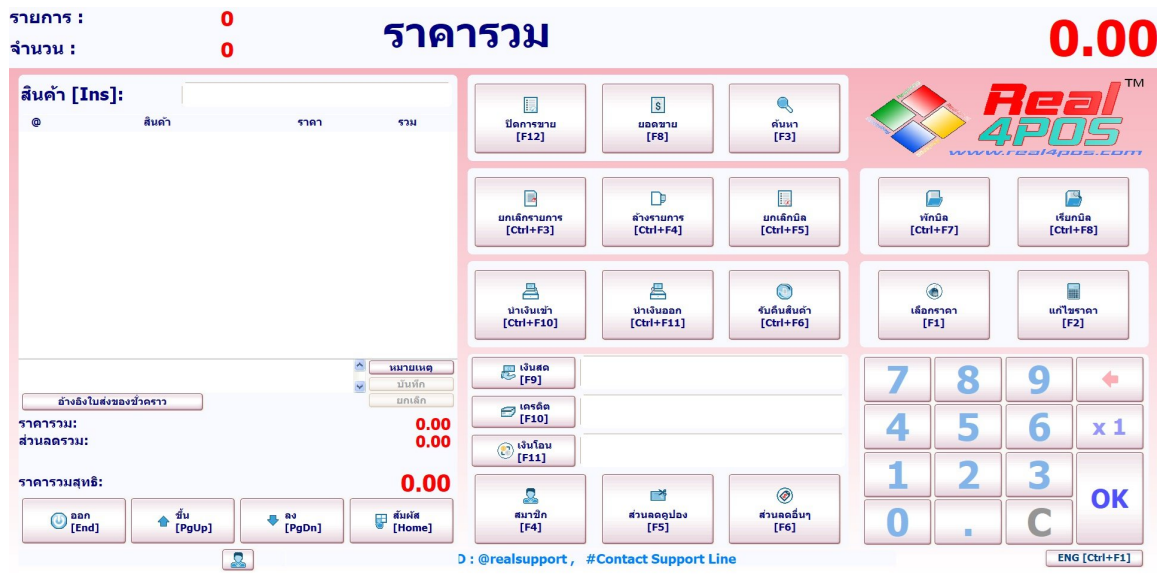 รายการ : 0
จำนวน : 0
ราคารวม
0.00
สินค้า [Ins]:
@ สินค้า ราคา รวม
ปิดการขาย
[F12]
ยอดขาย
[F8]
ค้นหา
[F3]
Real
4POS
TM
www.real4pos.com
ยกเลิกรายการ
[Ctrl+F3]
ล้างรายการ
[Ctrl+F4]
ยกเลิกบิล
[Ctrl+F5]
พักบิล
[Ctrl+F7]
เรียกบิล
[Ctrl+F8]
นำเงินเข้า
[Ctrl+F10]
นำเงินออก
[Ctrl+F11]
รับคืนสินค้า
[Ctrl+F6]
เลือกราคา
[F1]
แก้ไขราคา
[F2]
หมายเหตุ
บันทึก
ยกเลิก
อ้างอิงใบส่งของชั่วคราว
ราคารวม: 0.00
ส่วนลดรวม: 0.00
ราคารวมสุทธิ: 0.00
ออก
[End]
ขึ้น
[PgUp]
ลง
[PgDn]
สัมผัส
[Home]
เงินสด
[F9]
เครดิต
[F10]
เงินโอน
[F11]
สมาชิก
[F4]
ส่วนลดคูปอง
[F5]
ส่วนลดอื่นๆ
[F6]
7 8 9
4 5 6 x 1
1 2 3
0 . C OK
D : @realsupport , #Contact Support Line
ENG [Ctrl+F1]